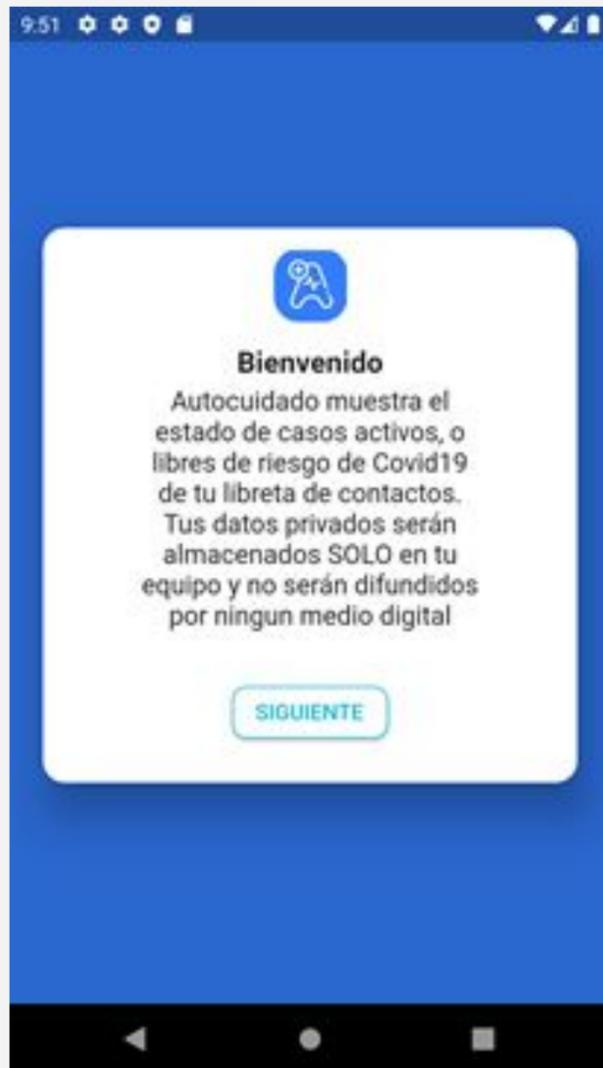 9:51
Bienvenido
Autocuidado muestra el
estado de casos activos, o
libres de riesgo de Covid19
de tu libreta de contactos.
Tus datos privados serán
almacenados SOLO en tu
equipo y no serán difundidos
por ningun medio digital
SIGUIENTE